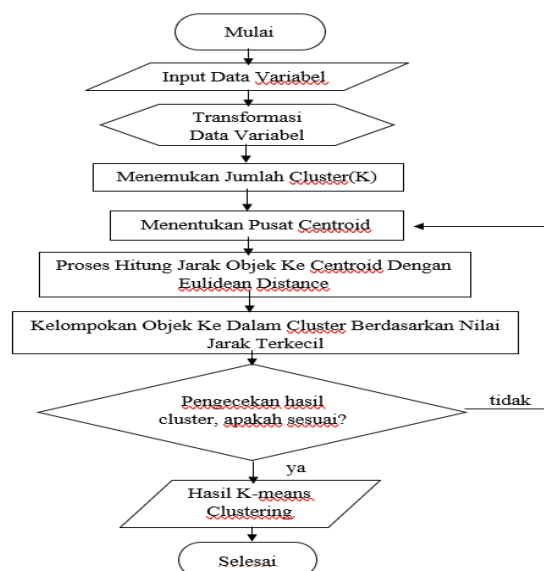 Mulai
Input Data Variabel
Transformasi
Data Variabel
Menemukan Jumlah Cluster(K)
Menentukan Pusat Centroid
Proses Hitung Jarak Objek Ke Centroid Dengan
Eulidean Distance
Kelompokan Objek Ke Dalam Cluster Berdasarkan Nilai
Jarak Terkecil
Pengecekan hasil
cluster, apakah sesuai?
tidak
ya
Hasil K-means
Clustering
Selesai